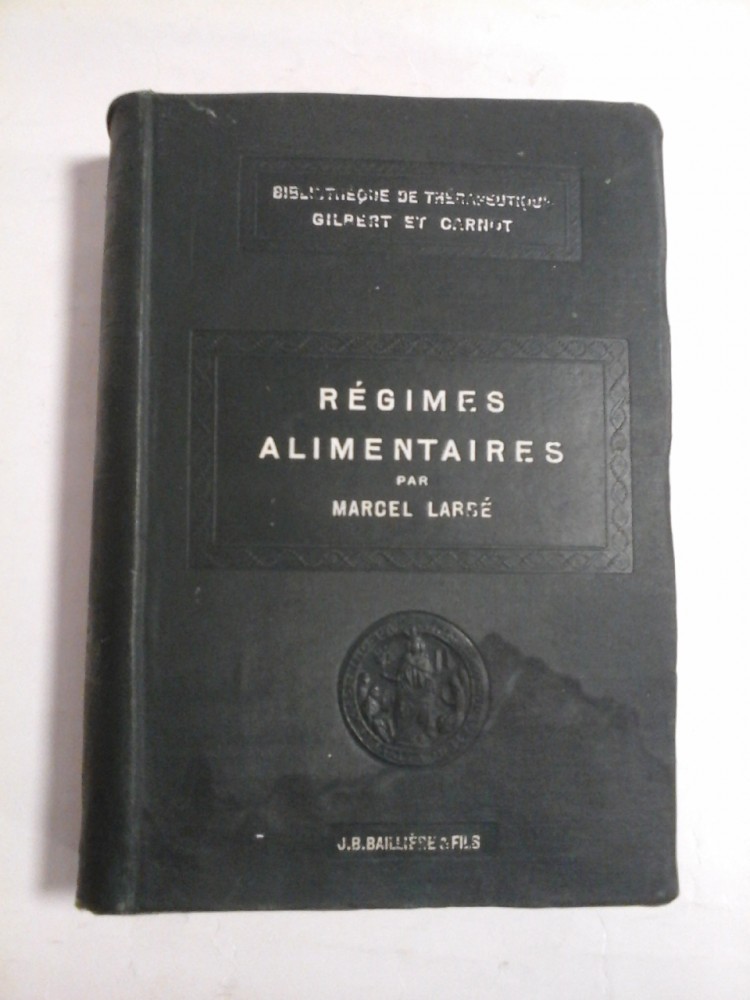 BIBLIOTHÈQUE DE THÉRAPEUTIQUE
GILBERT ET CARNOT
RÉGIMES
ALIMENTAIRES
PAR
MARCEL LABBÉ
J.B.BAILLIÈRE & FILS